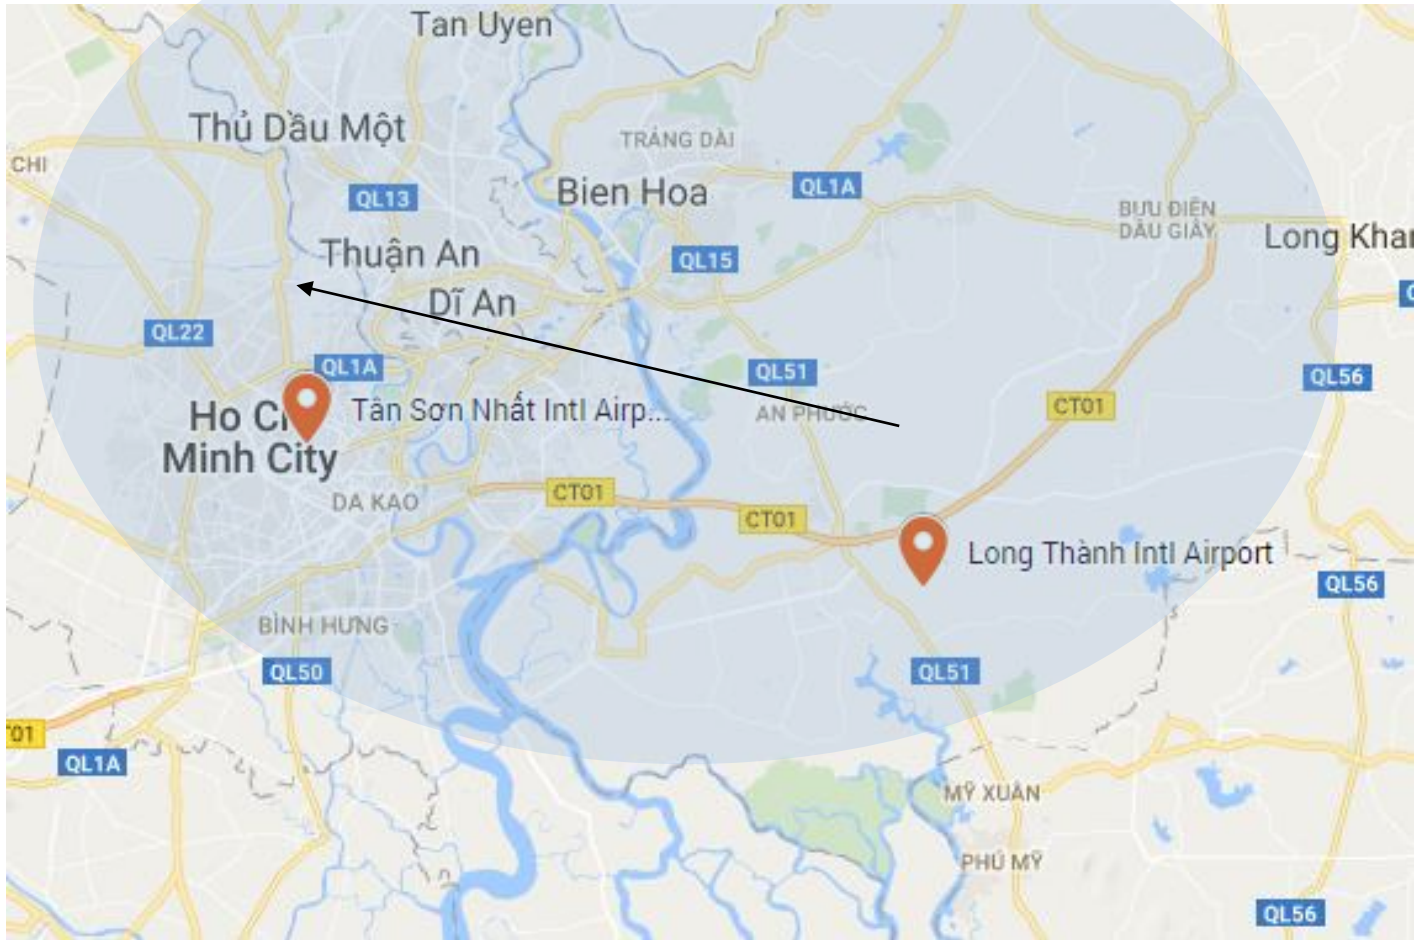 Tan Uyen
Thủ Dầu Một
TRẢNG DÀI
CHI
QL13
Bien Hoa
QL1A
BƯU ĐIỆN
DẦU GIÂY
Long Khan
Thuận An
QL15
Dĩ An
QL22
QL1A
QL51
QL56
Ho Chi
Minh City
Tân Sơn Nhất Intl Airp...
AN PHƯỚC
CT01
DA KAO
CT01
CT01
Long Thành Intl Airport
QL56
BÌNH HƯNG
QL50
QL51
T01
QL1A
MỸ XUÂN
PHÚ MỸ
QL56